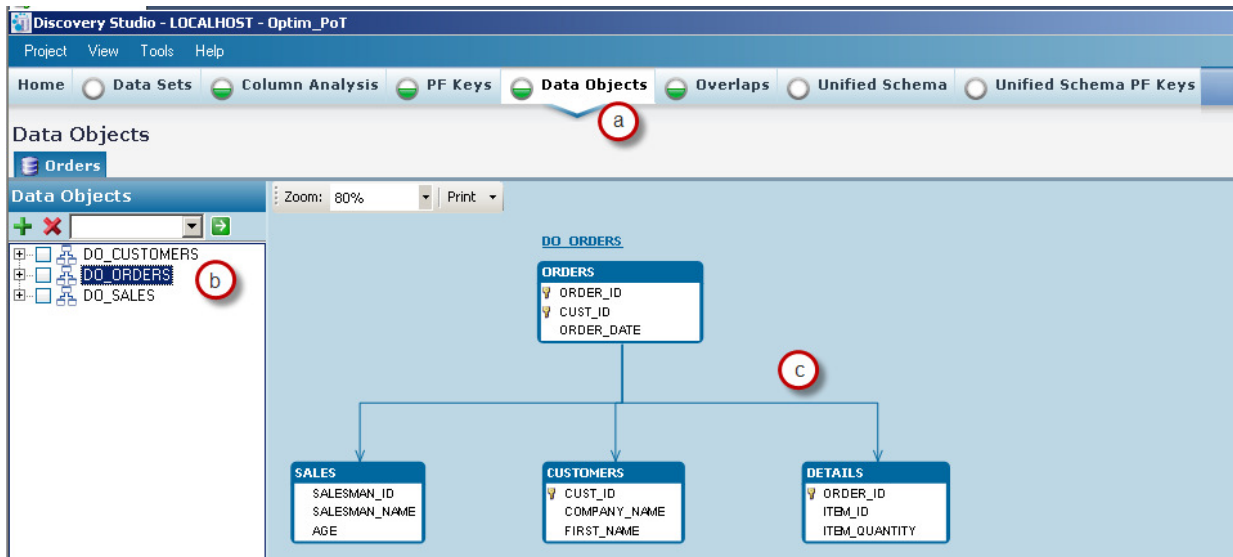 Discovery Studio - LOCALHOST - Optim_PoT
Project View Tools Help
Home Data Sets Column Analysis PF Keys Data Objects Overlaps Unified Schema Unified Schema PF Keys
a
Data Objects
Orders
Data Objects
Zoom: 80% Print
DO_CUSTOMERS
DO_ORDERS
DO_SALES
b
DO_ORDERS
ORDERS
ORDER_ID
CUST_ID
ORDER_DATE
c
SALES
SALESMAN_ID
SALESMAN_NAME
AGE
CUSTOMERS
CUST_ID
COMPANY_NAME
FIRST_NAME
DETAILS
ORDER_ID
ITEM_ID
ITEM_QUANTITY